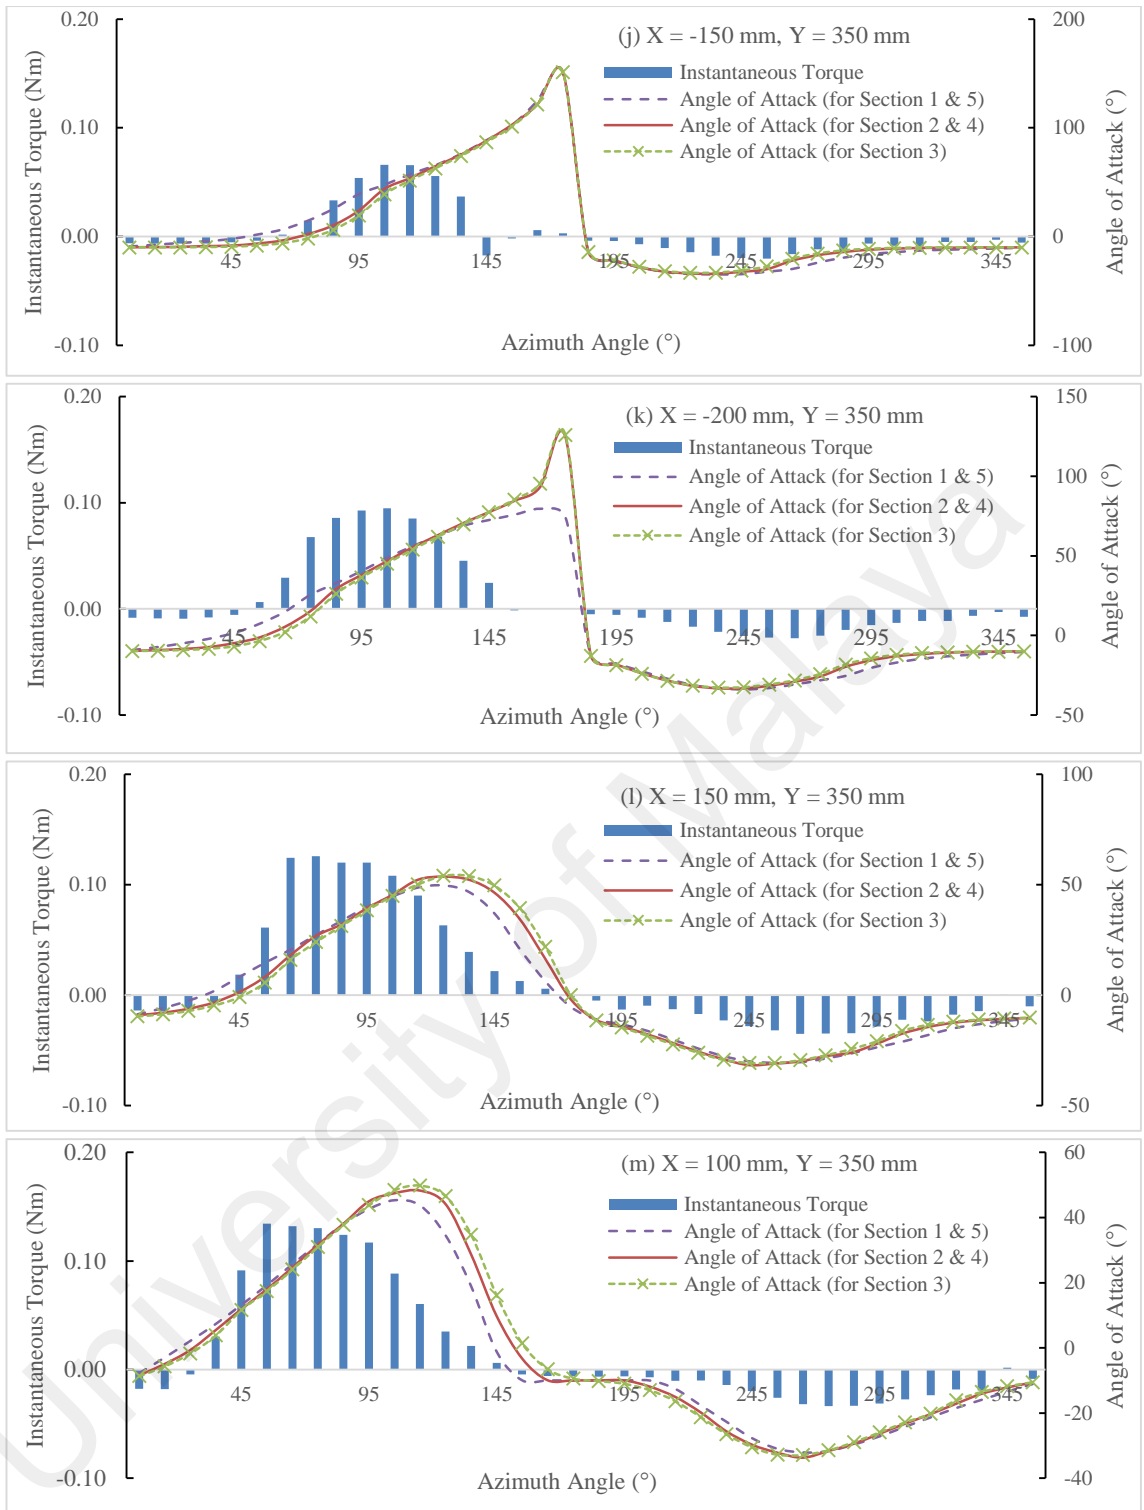 (j) X = -150 mm, Y = 350 mm
Instantaneous Torque
Angle of Attack (for Section 1 & 5)
Angle of Attack (for Section 2 & 4)
Angle of Attack (for Section 3)
Instantaneous Torque (Nm)
0.20
0.10
0.00
-0.10
45 95 145 195 245 295 345
Azimuth Angle (°)
200
100
0
-100
Angle of Attack (°)
(k) X = -200 mm, Y = 350 mm
Instantaneous Torque
Angle of Attack (for Section 1 & 5)
Angle of Attack (for Section 2 & 4)
Angle of Attack (for Section 3)
Instantaneous Torque (Nm)
0.20
0.10
0.00
-0.10
45 95 145 195 245 295 345
Azimuth Angle (°)
150
100
50
0
-50
Angle of Attack (°)
(l) X = 150 mm, Y = 350 mm
Instantaneous Torque
Angle of Attack (for Section 1 & 5)
Angle of Attack (for Section 2 & 4)
Angle of Attack (for Section 3)
Instantaneous Torque (Nm)
0.20
0.10
0.00
-0.10
45 95 145 195 245 295 345
Azimuth Angle (°)
100
50
0
-50
Angle of Attack (°)
(m) X = 100 mm, Y = 350 mm
Instantaneous Torque
Angle of Attack (for Section 1 & 5)
Angle of Attack (for Section 2 & 4)
Angle of Attack (for Section 3)
Instantaneous Torque (Nm)
0.20
0.10
0.00
-0.10
45 95 145 195 245 295 345
Azimuth Angle (°)
60
40
20
0
-20
-40
Angle of Attack (°)
University of Malaya